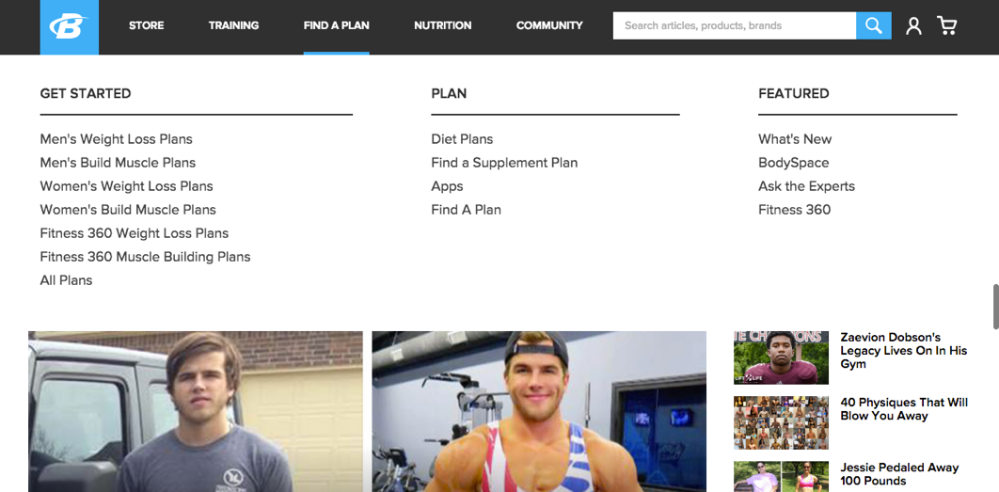 B
STORE
TRAINING
FIND A PLAN
NUTRITION
COMMUNITY
Search articles, products, brands
GET STARTED
Men's Weight Loss Plans
Men's Build Muscle Plans
Women's Weight Loss Plans
Women's Build Muscle Plans
Fitness 360 Weight Loss Plans
Fitness 360 Muscle Building Plans
All Plans
PLAN
Diet Plans
Find a Supplement Plan
Apps
Find A Plan
FEATURED
What's New
BodySpace
Ask the Experts
Fitness 360
Zaevion Dobson's
Legacy Lives On In His
Gym
40 Physiques That Will
Blow You Away
Jessie Pedaled Away
100 Pounds